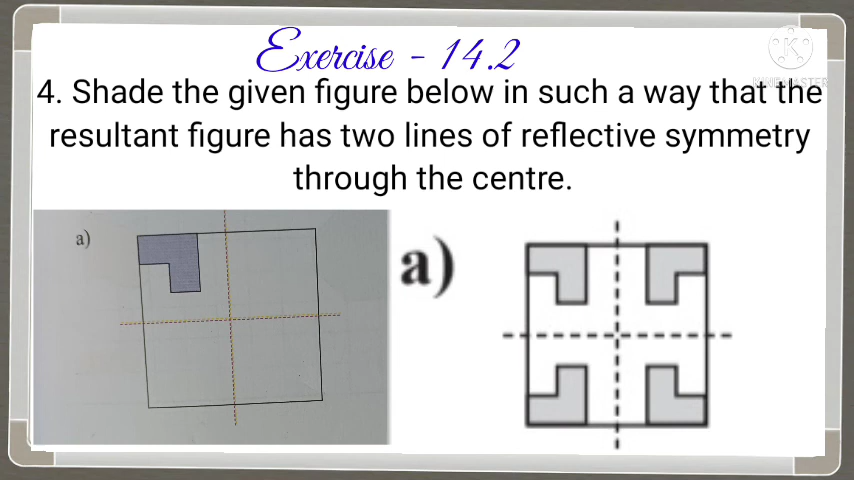 Exercise - 14.2
K
KINEMASTER
4. Shade the given figure below in such a way that the
resultant figure has two lines of reflective symmetry
through the centre.
a)
a)